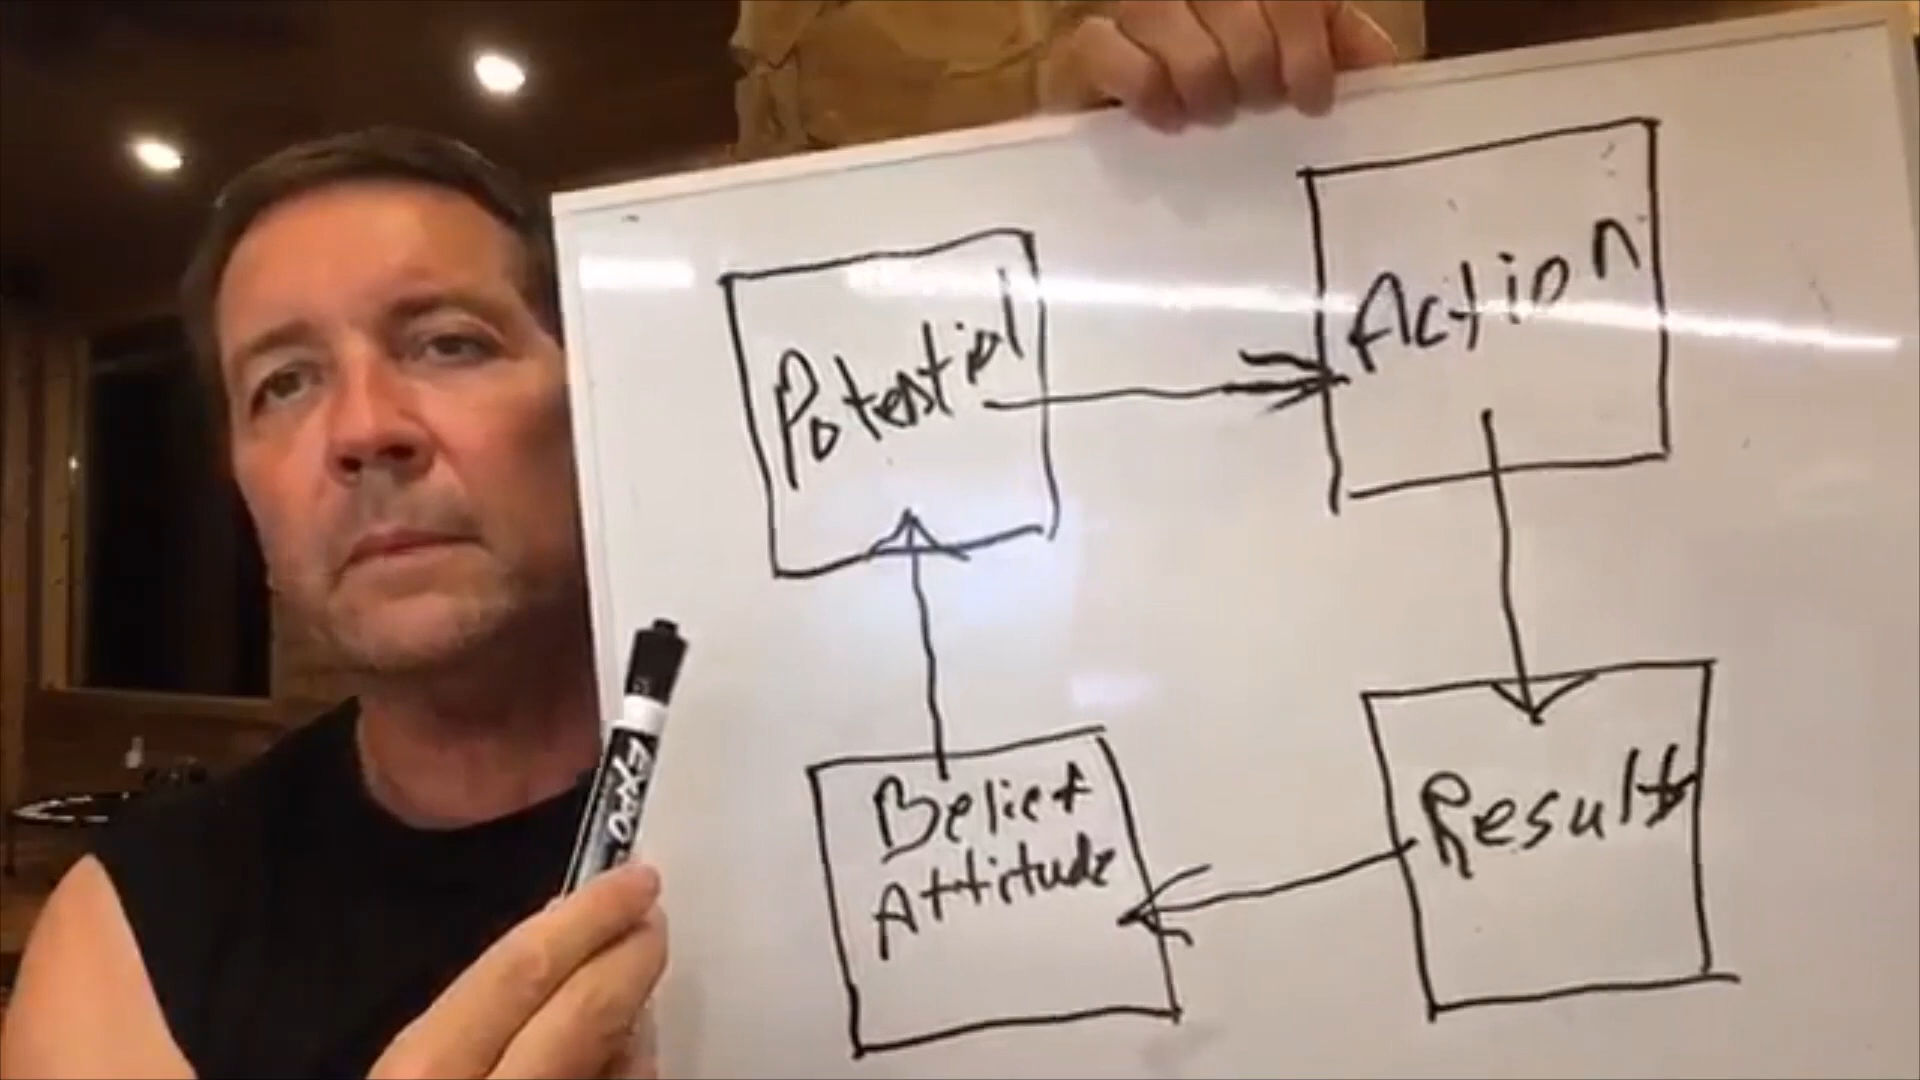 Potential
Action
Belief
Attitude
Results
EXPO